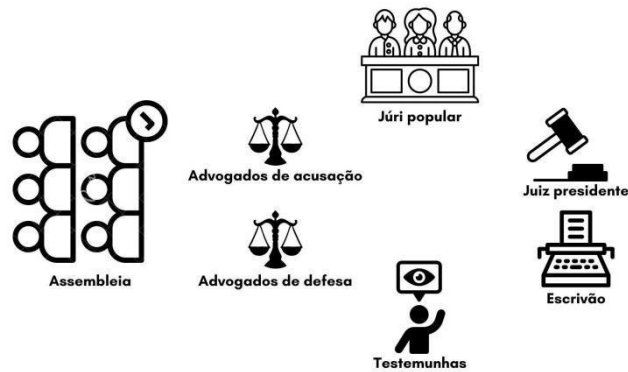 Júri popular
Advogados de acusação
Juiz presidente
Assembleia
Advogados de defesa
Escrivão
Testemunhas